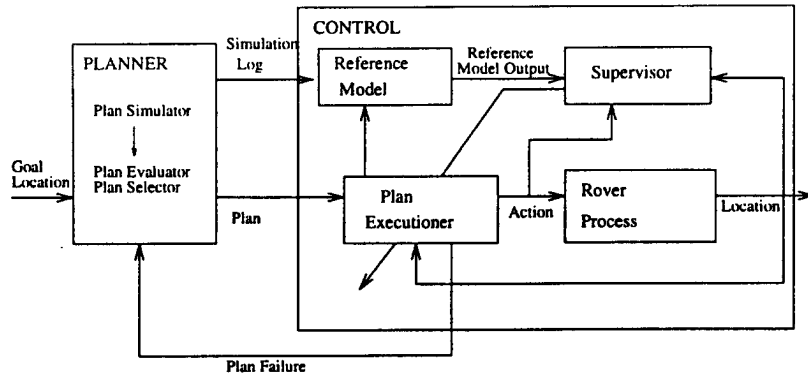 CONTROL
PLANNER
Plan Simulator
Plan Evaluator
Plan Selector
Goal
Location
Simulation
Log
Reference
Model
Reference
Model Output
Supervisor
Plan
Plan
Executioner
Action
Rover
Process
Location
Plan Failure